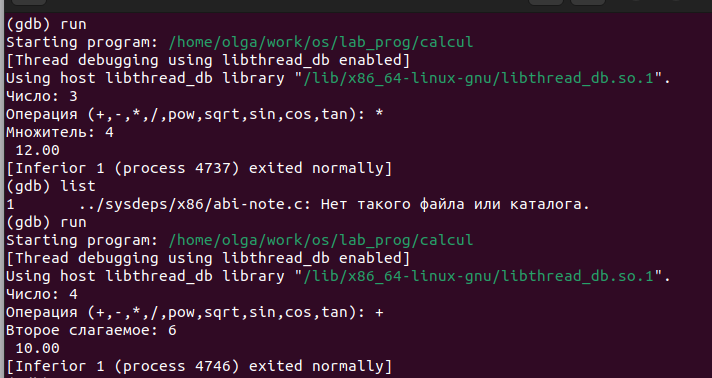 (gdb) run
Starting program: /home/olga/work/os/lab_prog/calcul
[Thread debugging using libthread_db enabled]
Using host libthread_db library "/lib/x86_64-linux-gnu/libthread_db.so.1".
Число: 3
Операция (+,-,*,/,pow,sqrt,sin,cos,tan): *
Множитель: 4
 12.00
[Inferior 1 (process 4737) exited normally]
(gdb) list
1       ../sysdeps/x86/abi-note.c: Нет такого файла или каталога.
(gdb) run
Starting program: /home/olga/work/os/lab_prog/calcul
[Thread debugging using libthread_db enabled]
Using host libthread_db library "/lib/x86_64-linux-gnu/libthread_db.so.1".
Число: 4
Операция (+,-,*,/,pow,sqrt,sin,cos,tan): +
Второе слагаемое: 6
 10.00
[Inferior 1 (process 4746) exited normally]